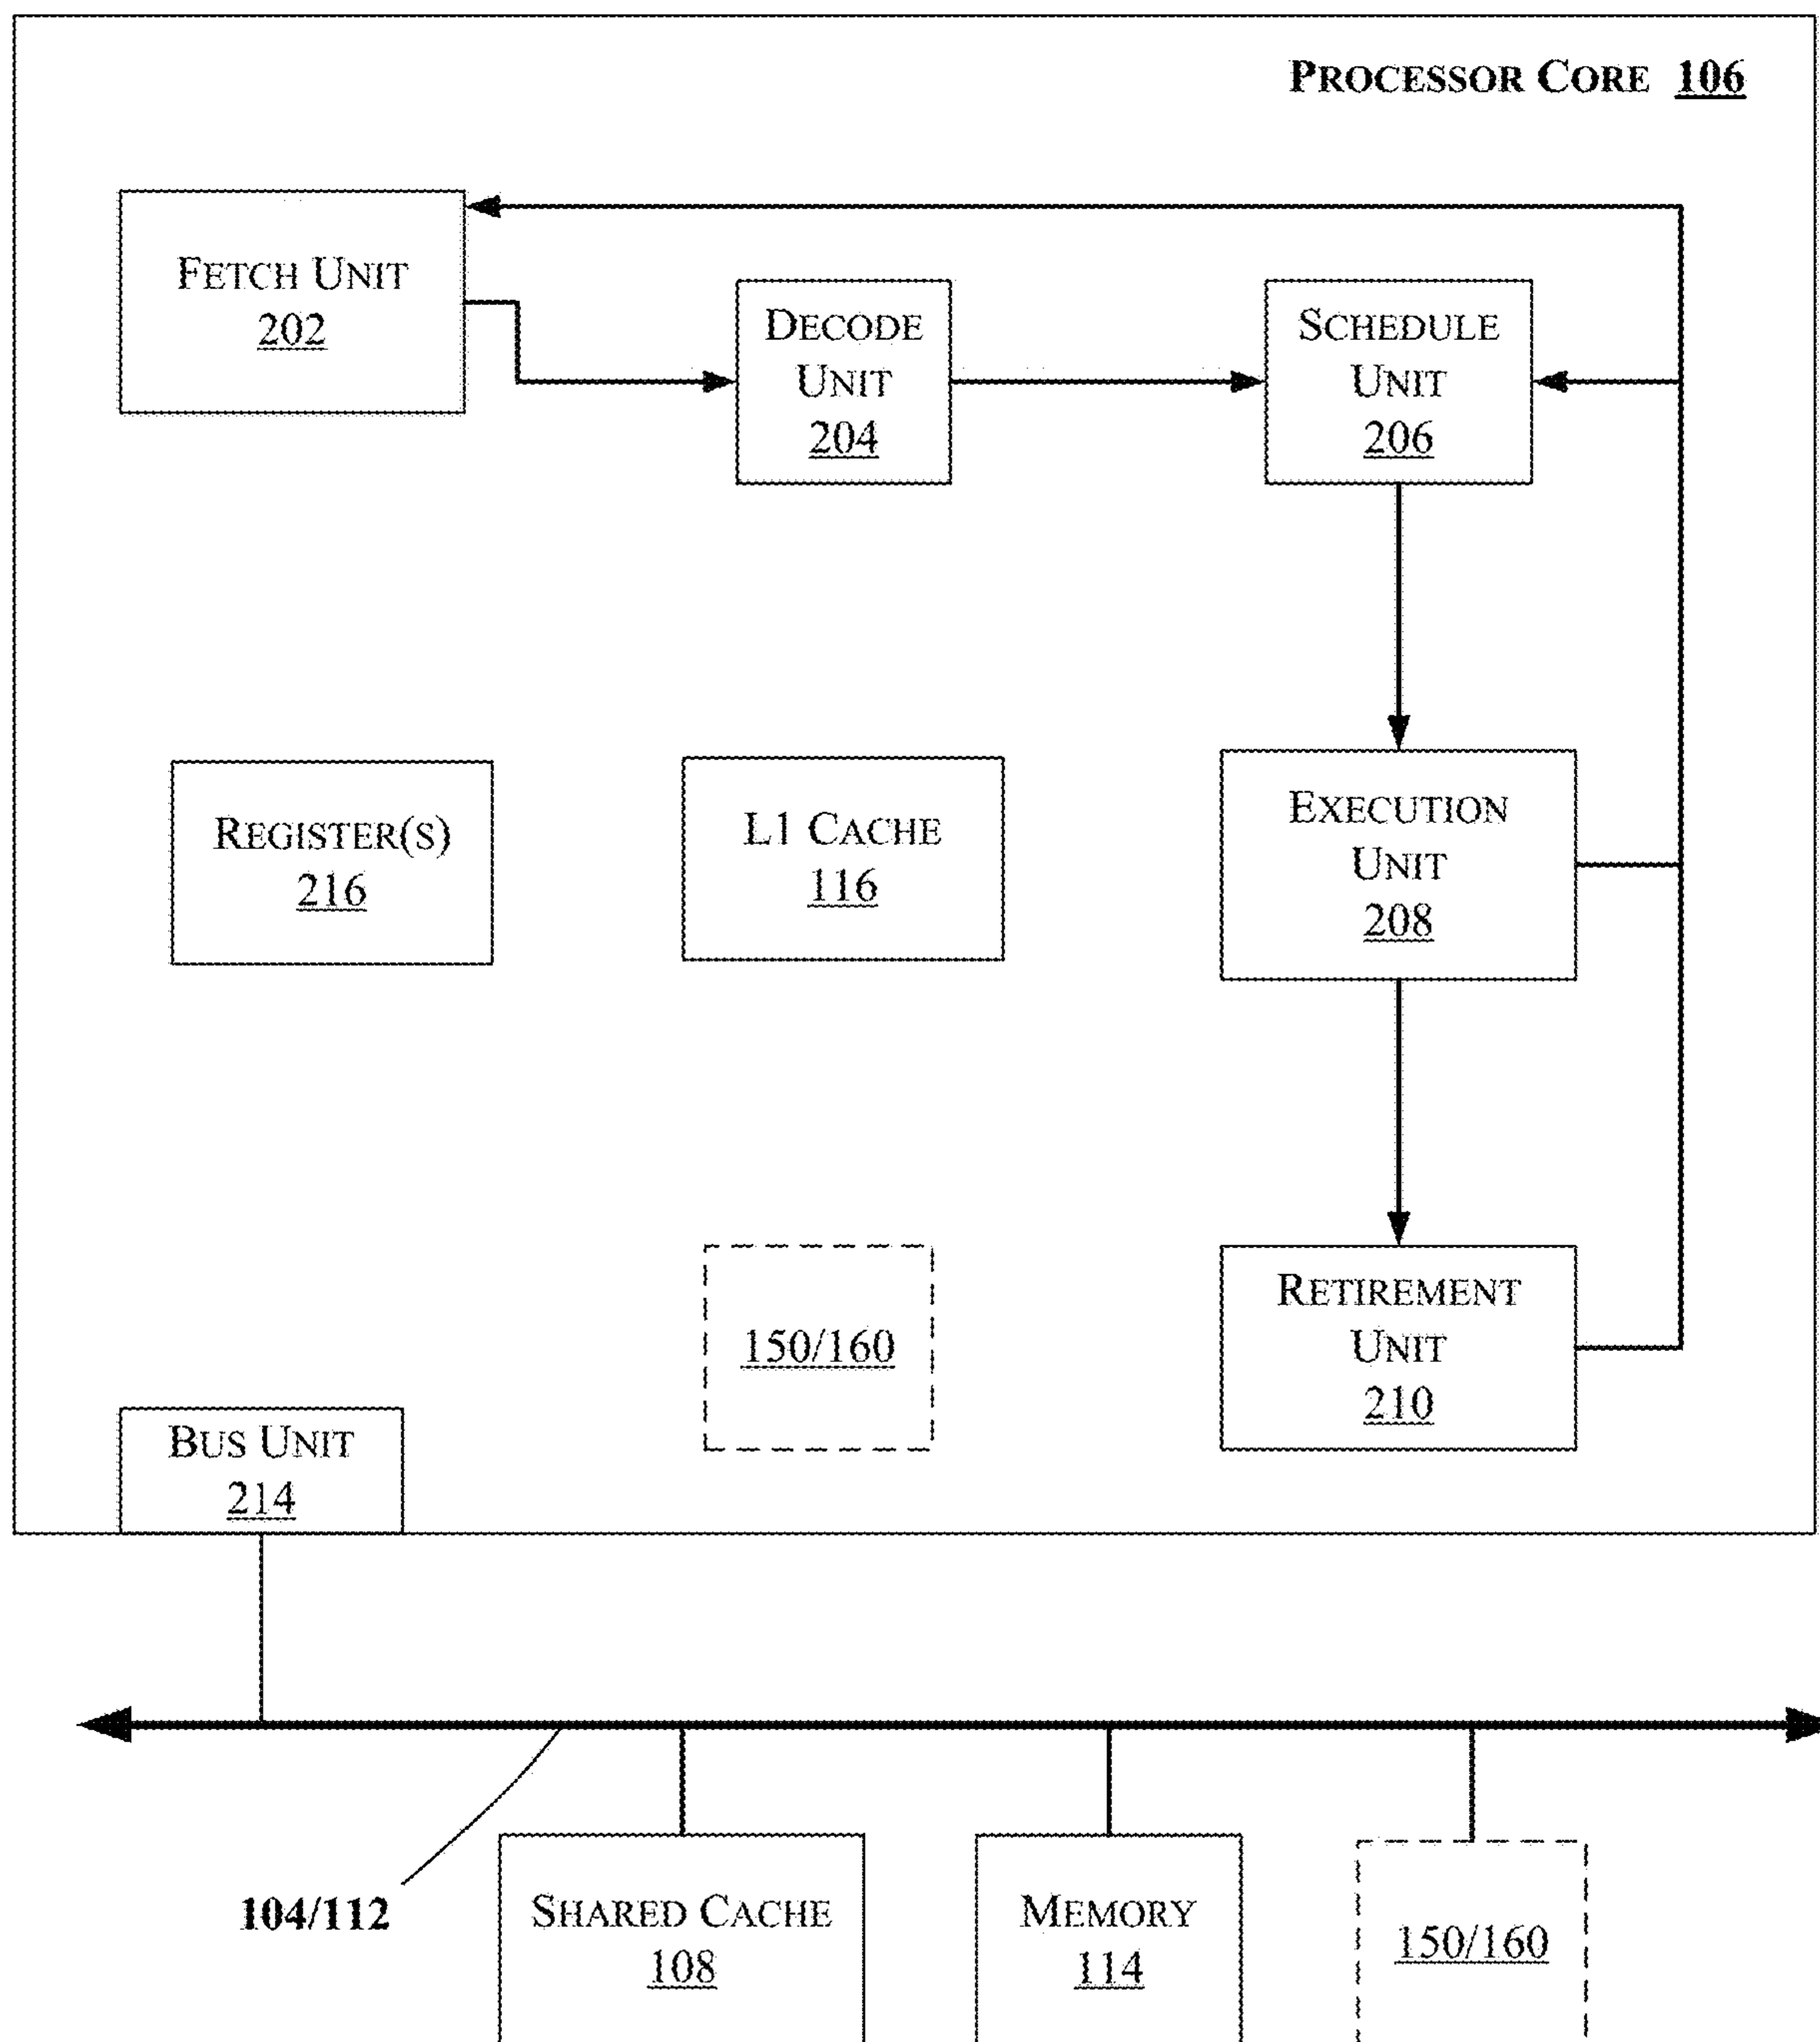 PROCESSOR CORE 106
FETCH UNIT
202
DECODE
UNIT
204
SCHEDULE
UNIT
206
REGISTER(S)
216
L1 CACHE
116
EXECUTION
UNIT
208
150/160
RETIREMENT
UNIT
210
BUS UNIT
214
104/112
SHARED CACHE
108
MEMORY
114
150/160